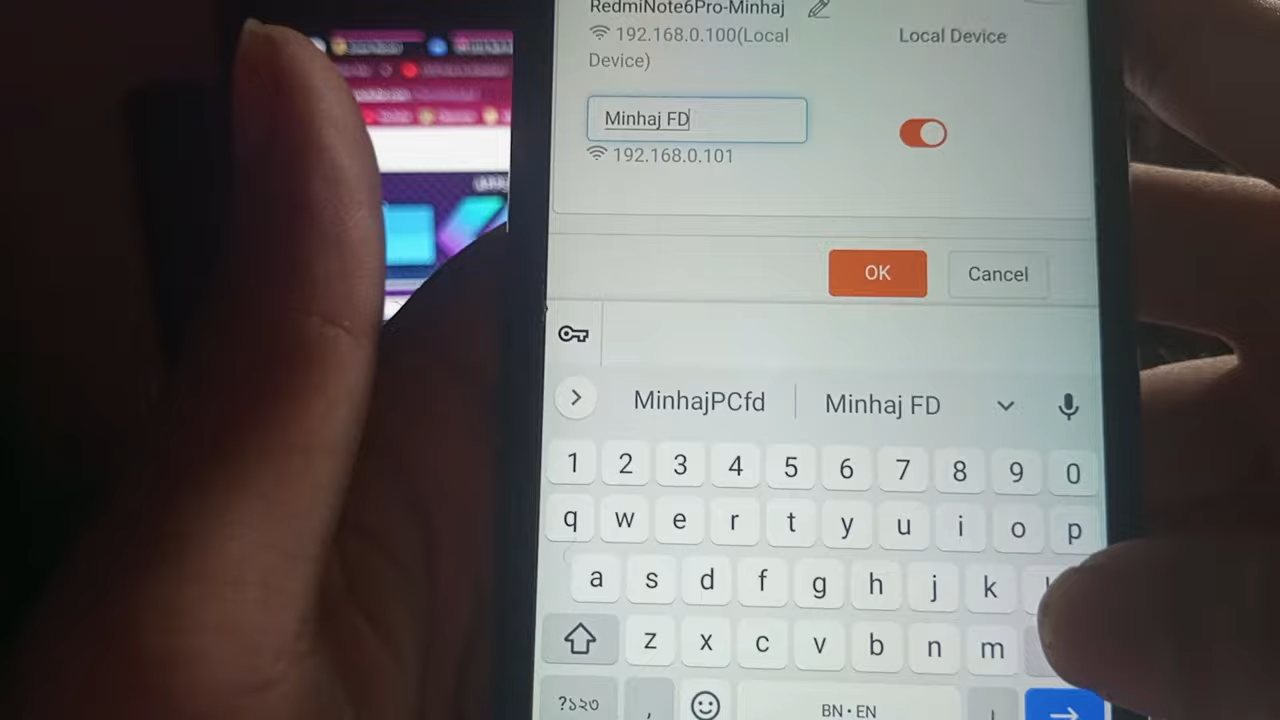 RedmiNote6Pro-Minhaj
192.168.0.100(Local
Device)
Local Device
Minhaj FD
192.168.0.101
OK
Cancel
MinhajPCfd
Minhaj FD
1 2 3 4 5 6 7 8 9 0
q w e r t y u i o p
a s d f g h j k
z x c v b n m
?১২৩ , BN • EN